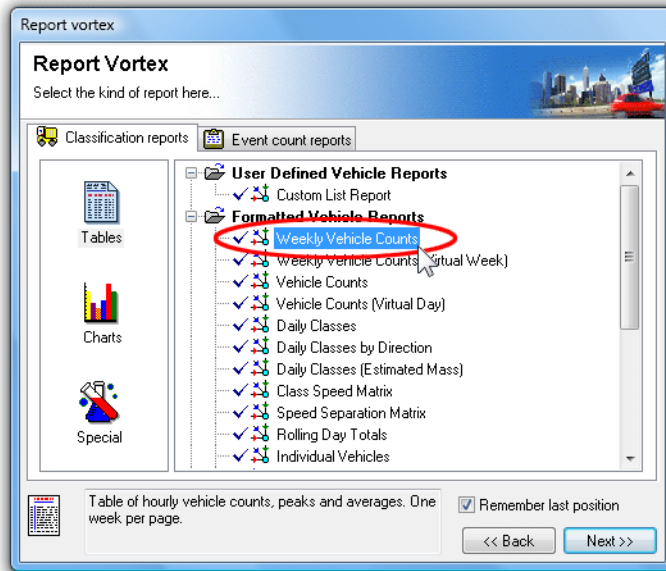 Report vortex
Report Vortex
Select the kind of report here...
Classification reports
Event count reports
Tables
Charts
Special
User Defined Vehicle Reports
Custom List Report
Formatted Vehicle Reports
Weekly Vehicle Counts
Weekly Vehicle Counts (Virtual Week)
Vehicle Counts
Vehicle Counts (Virtual Day)
Daily Classes
Daily Classes by Direction
Daily Classes (Estimated Mass)
Class Speed Matrix
Speed Separation Matrix
Rolling Day Totals
Individual Vehicles
Table of hourly vehicle counts, peaks and averages. One
week per page.
Remember last position
<< Back
Next >>